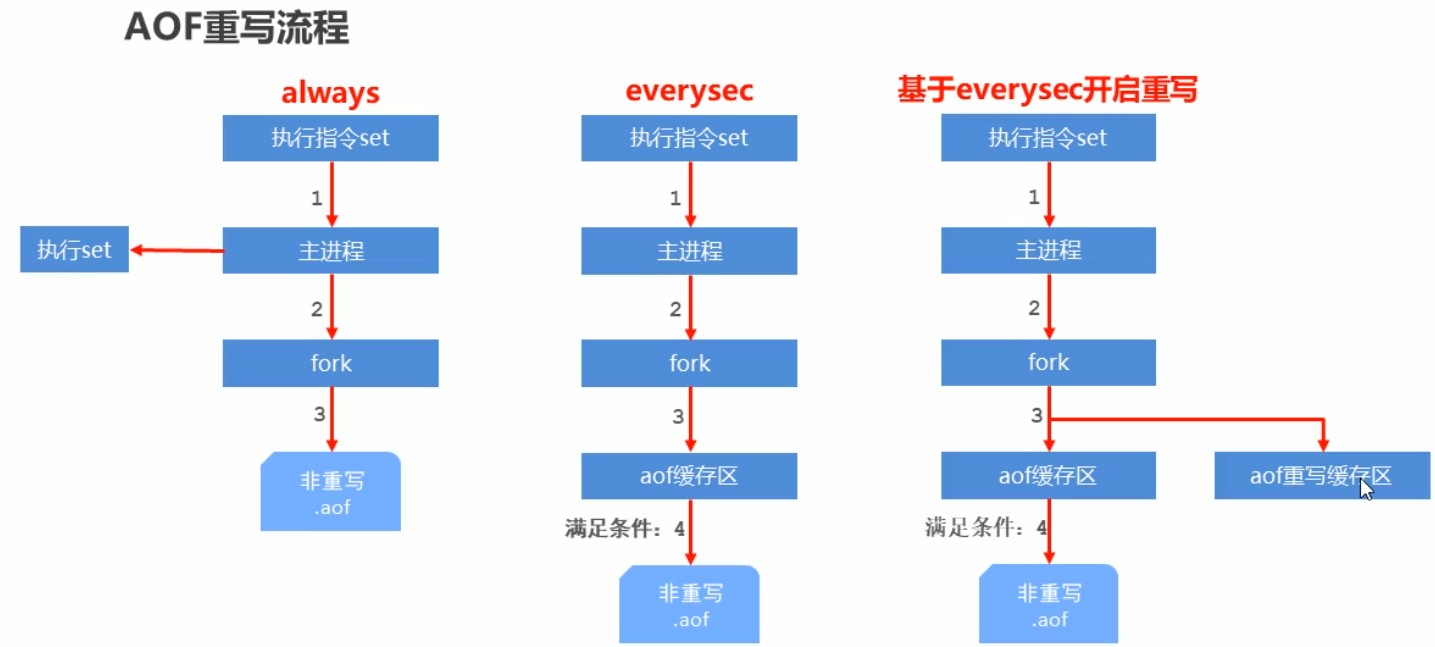 AOF重写流程
always
执行指令set
1
执行set
主进程
2
fork
3
非重写
.aof
everysec
执行指令set
1
主进程
2
fork
3
aof缓存区
满足条件：4
非重写
.aof
基于everysec开启重写
执行指令set
1
主进程
2
fork
3
aof缓存区
aof重写缓存区
满足条件：4
非重写
.aof